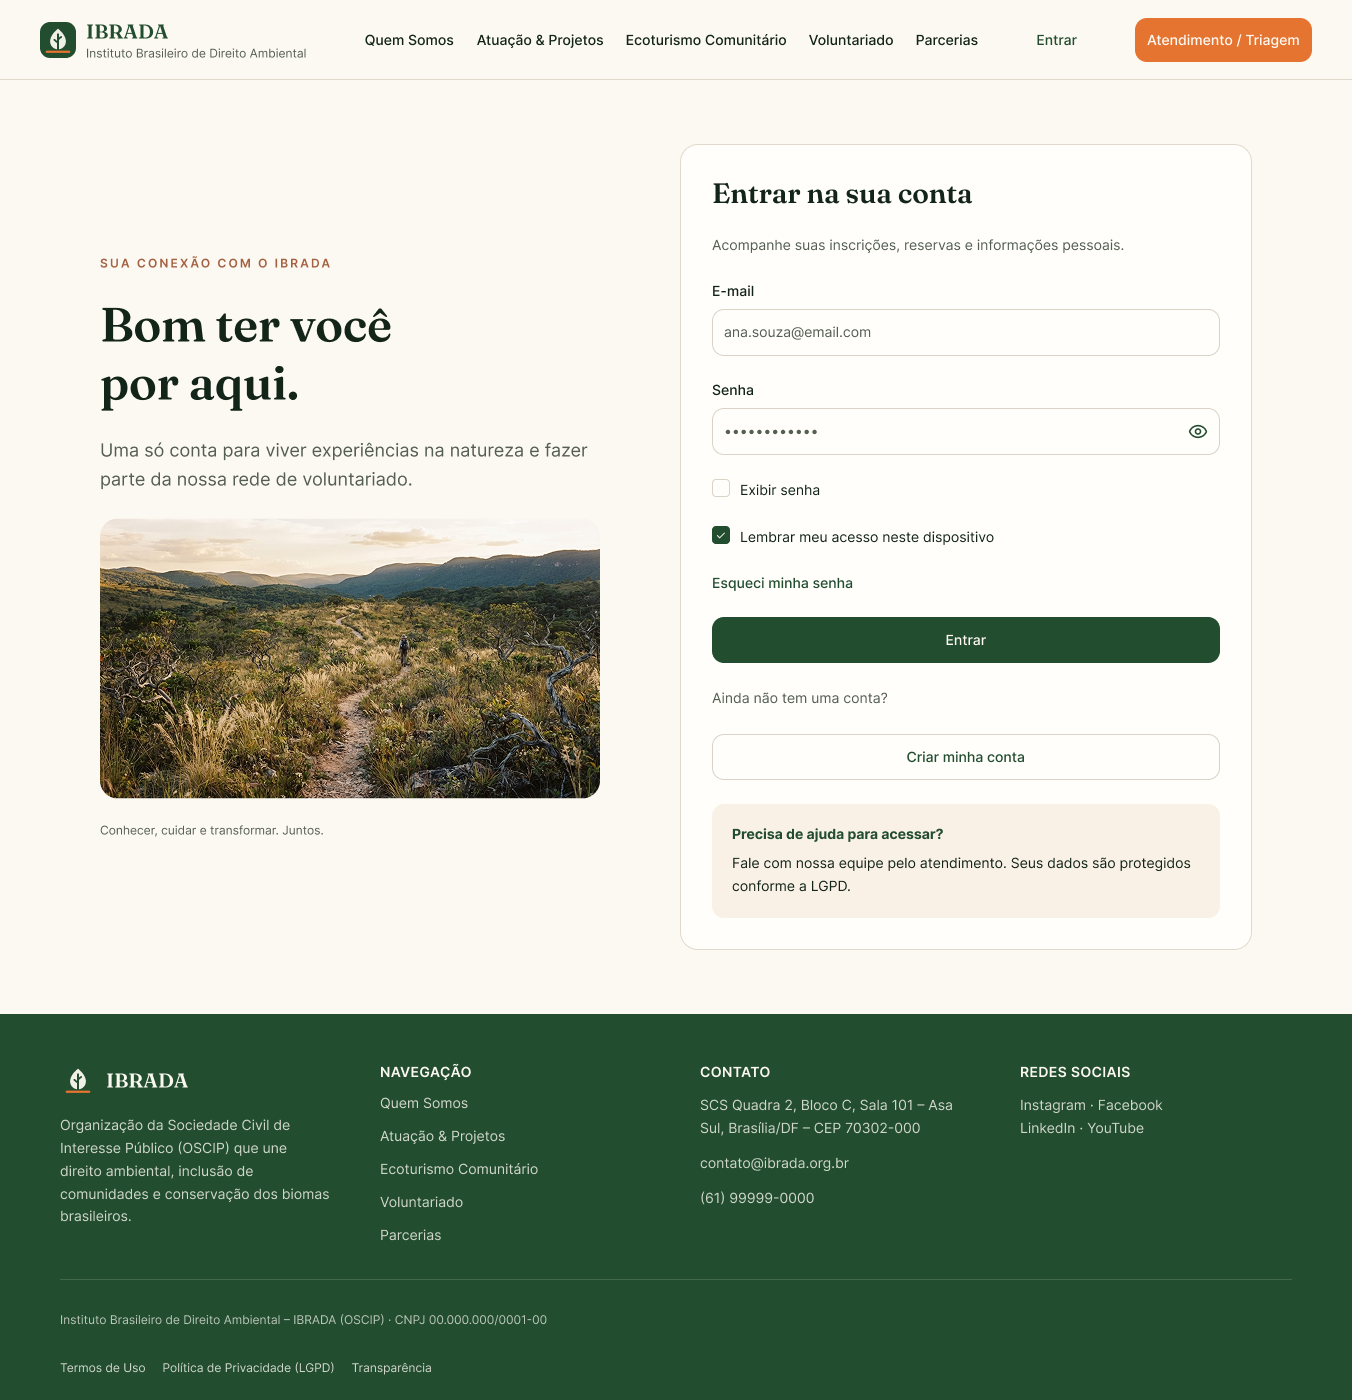 IBRADA
Instituto Brasileiro de Direito Ambiental
Quem Somos
Atuação & Projetos
Ecoturismo Comunitário
Voluntariado
Parcerias
Entrar
Atendimento / Triagem
SUA CONEXÃO COM O IBRADA
Bom ter você
por aqui.
Uma só conta para viver experiências na natureza e fazer
parte da nossa rede de voluntariado.
Conhecer, cuidar e transformar. Juntos.
Entrar na sua conta
Acompanhe suas inscrições, reservas e informações pessoais.
E-mail
ana.souza@email.com
Senha
••••••••••••
Exibir senha
Lembrar meu acesso neste dispositivo
Esqueci minha senha
Entrar
Ainda não tem uma conta?
Criar minha conta
Precisa de ajuda para acessar?
Fale com nossa equipe pelo atendimento. Seus dados são protegidos
conforme a LGPD.
IBRADA
Organização da Sociedade Civil de
Interesse Público (OSCIP) que une
direito ambiental, inclusão de
comunidades e conservação dos biomas
brasileiros.
NAVEGAÇÃO
Quem Somos
Atuação & Projetos
Ecoturismo Comunitário
Voluntariado
Parcerias
CONTATO
SCS Quadra 2, Bloco C, Sala 101 – Asa
Sul, Brasília/DF – CEP 70302-000
contato@ibrada.org.br
(61) 99999-0000
REDES SOCIAIS
Instagram · Facebook
LinkedIn · YouTube
Instituto Brasileiro de Direito Ambiental – IBRADA (OSCIP) · CNPJ 00.000.000/0001-00
Termos de Uso
Política de Privacidade (LGPD)
Transparência